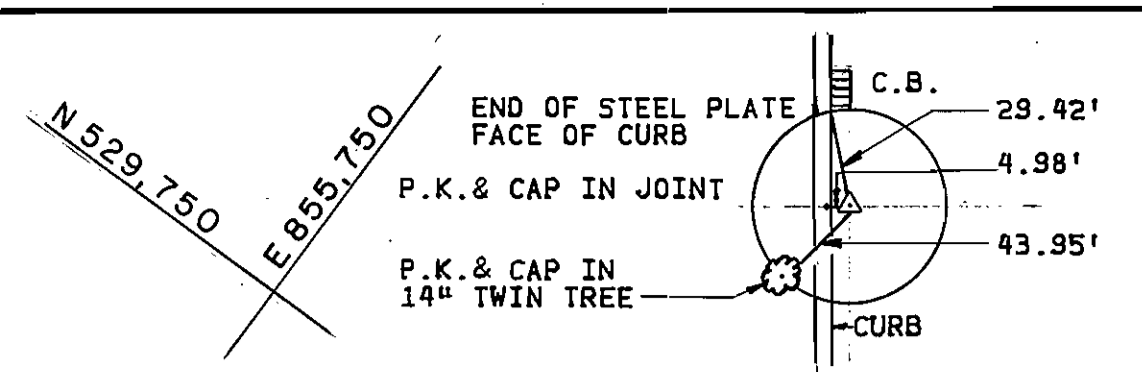 N 529,750
E 855,750
END OF STEEL PLATE
FACE OF CURB
P.K.& CAP IN JOINT
P.K.& CAP IN
14" TWIN TREE
C.B.
29.42'
4.98'
43.95'
CURB